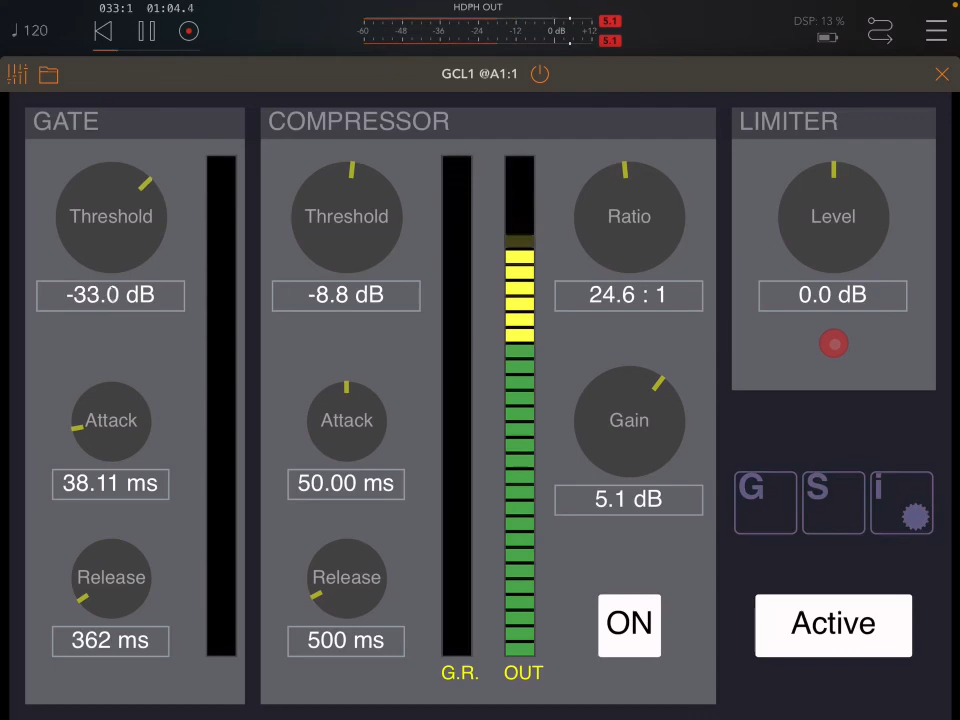 HDPH OUT
033:1 01:04.4
♩ 120
-60 -48 -36 -24 -12 0 dB +12
5.1
5.1
DSP: 13 %
GCL1 @A1:1
GATE
Threshold
-33.0 dB
Attack
38.11 ms
Release
362 ms
COMPRESSOR
Threshold
-8.8 dB
Attack
50.00 ms
Release
500 ms
G.R. OUT
Ratio
24.6 : 1
Gain
5.1 dB
ON
LIMITER
Level
0.0 dB
G S i
Active